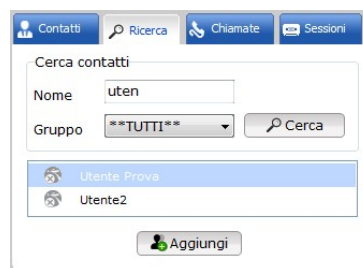 Contatti Ricerca Chiamate Sessioni
Cerca contatti
Nome uten
Gruppo **TUTTI** Cerca
Utente Prova
Utente2
Aggiungi